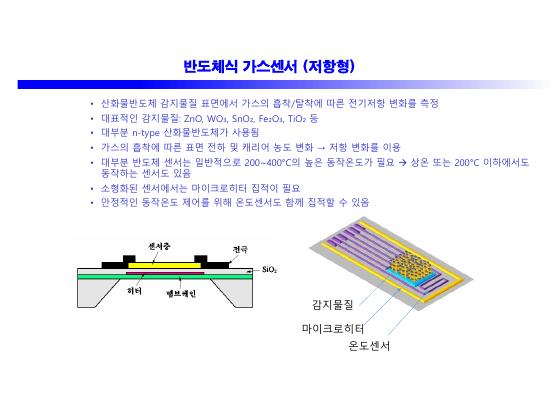 반도체식 가스센서 (저항형)
• 산화물반도체 감지물질 표면에서 가스의 흡착/탈착에 따른 전기저항 변화를 측정
• 대표적인 감지물질: ZnO, WO₃, SnO₂, Fe₂O₃, TiO₂ 등
• 대부분 n-type 산화물반도체가 사용됨
• 가스의 흡착에 따른 표면 전하 및 캐리어 농도 변화 → 저항 변화를 이용
• 대부분 반도체 센서는 일반적으로 200~400°C의 높은 동작온도가 필요 → 상온 또는 200°C 이하에서도
동작하는 센서도 있음
• 소형화된 센서에서는 마이크로히터 집적이 필요
• 안정적인 동작온도 제어를 위해 온도센서도 함께 집적할 수 있음
센서층
전극
SiO₂
히터
멤브레인
감지물질
마이크로히터
온도센서